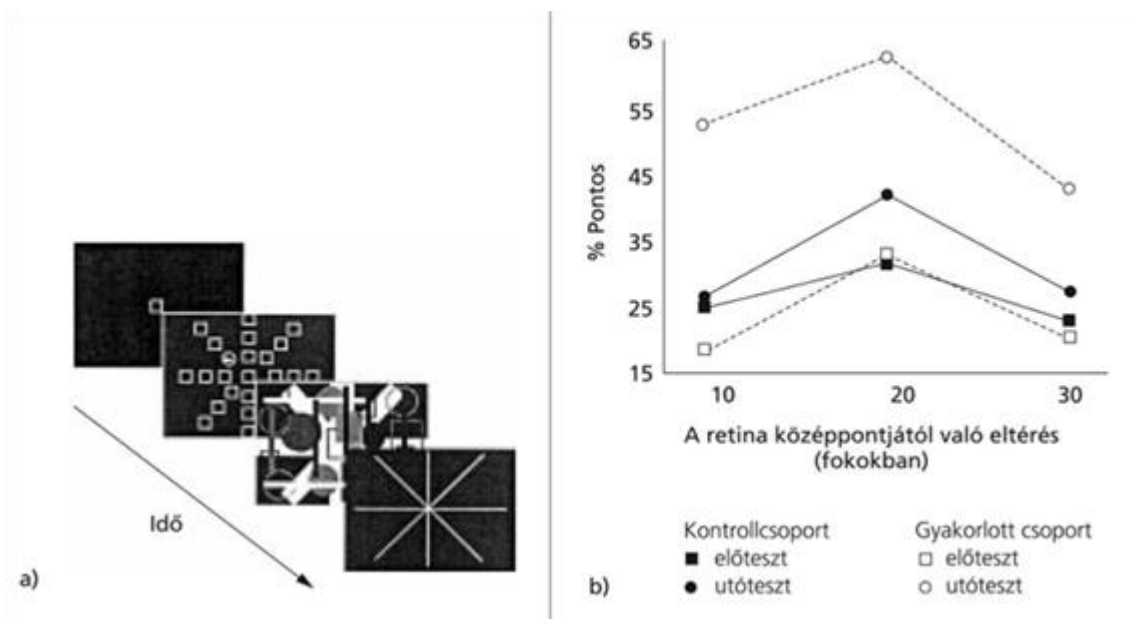 Idő
a)
65
55
45
35
25
15
% Pontos
10 20 30
A retina középpontjától való eltérés
(fokokban)
Kontrollcsoport Gyakorlott csoport
előteszt előteszt
utóteszt utóteszt
b)